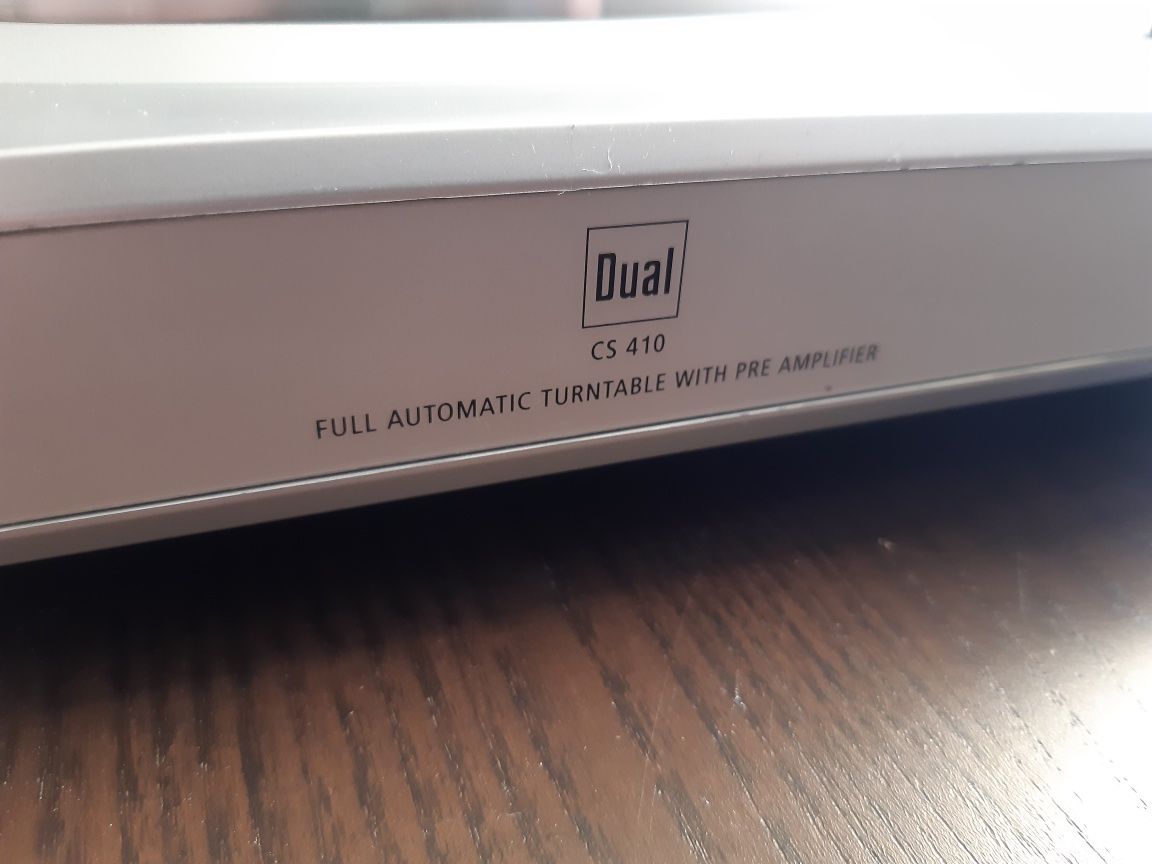 Dual
CS 410
FULL AUTOMATIC TURNTABLE WITH PRE AMPLIFIER